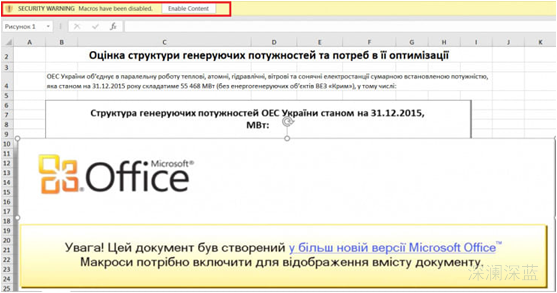 SECURITY WARNING Macros have been disabled. Enable Content
Рисунок 1
fx
A B C D E F G H I J K
2 Оцінка структури генеруючих потужностей та потреб в її оптимізації
3
4 ОЕС України об'єднує в паралельну роботу теплові, атомні, гідравлічні, вітрові та сонячні електростанції сумарною встановленою потужністю,
яка станом на 31.12.2015 року складатиме 55 468 МВт (без енергогенеруючих об'єктів ВЕЗ «Крим»), у тому числі:
6
7 Структура генеруючих потужностей ОЕС України станом на 31.12.2015,
8 МВт:
10
11
12 Microsoft®
13 Office
14
15
16
17
18
19
20
21 Увага! Цей документ був створений у більш новій версії Microsoft Office™
22 Макроси потрібно включити для відображення вмісту документу.
23
24
25
深澜深蓝